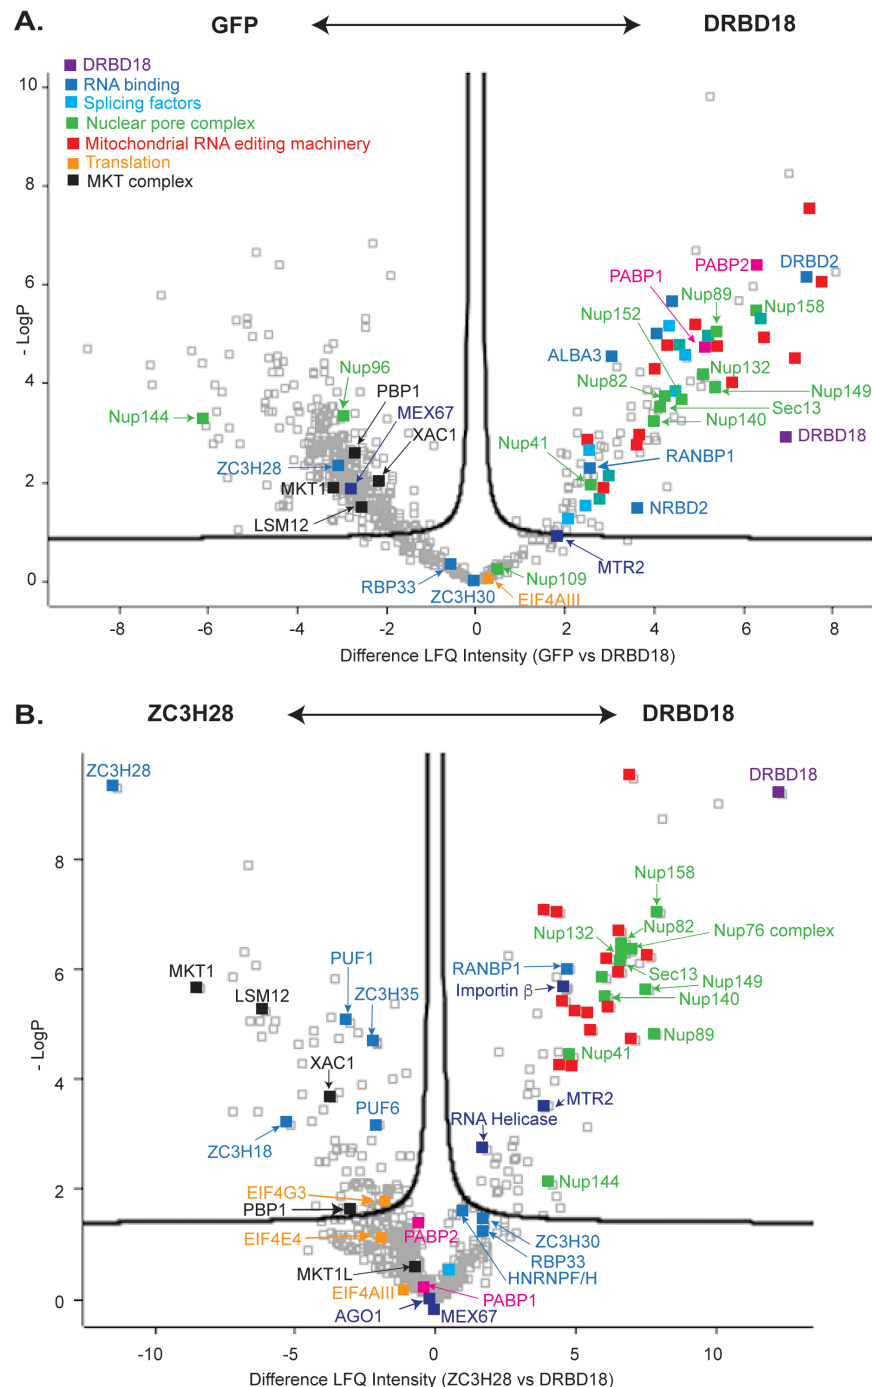 A.
GFP
DRBD18
DRBD18
RNA binding
Splicing factors
Nuclear pore complex
Mitochondrial RNA editing machinery
Translation
MKT complex
10
8
6
4
2
0
- LogP
PABP2
DRBD2
PABP1
Nup89
Nup158
Nup152
ALBA3
Nup132
Nup96
Nup82
Nup149
PBP1
Sec13
MEX67
Nup144
Nup140
XAC1
DRBD18
Nup41
ZC3H28
RANBP1
MKT1
LSM12
NRBD2
MTR2
RBP33
Nup109
ZC3H30
EIF4AIII
-8 -6 -4 -2 0 2 4 6 8
Difference LFQ Intensity (GFP vs DRBD18)
B.
ZC3H28
DRBD18
ZC3H28
DRBD18
8
6
4
2
0
- LogP
Nup158
Nup82
Nup132
Nup76 complex
PUF1
RANBP1
MKT1
Sec13
Importin β
Nup149
LSM12
ZC3H35
Nup140
Nup89
XAC1
Nup41
MTR2
PUF6
RNA Helicase
ZC3H18
Nup144
EIF4G3
PBP1
PABP2
EIF4E4
ZC3H30
RBP33
MKT1L
HNRNPF/H
EIF4AIII
PABP1
AGO1
MEX67
-10 -5 0 5 10
Difference LFQ Intensity (ZC3H28 vs DRBD18)